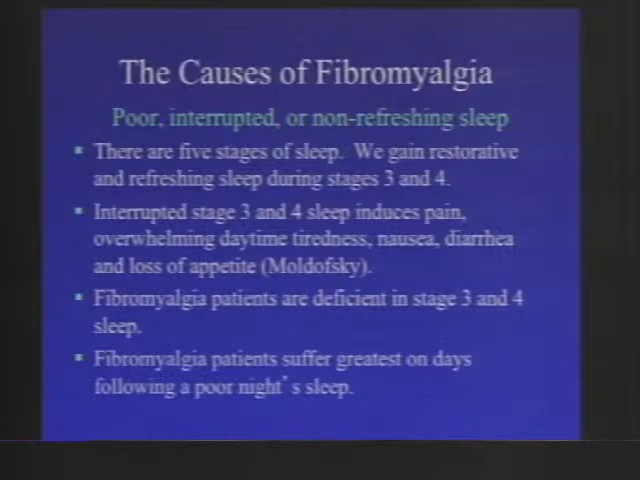 The Causes of Fibromyalgia
Poor, interrupted, or non-refreshing sleep
▪ There are five stages of sleep. We gain restorative
and refreshing sleep during stages 3 and 4.
▪ Interrupted stage 3 and 4 sleep induces pain,
overwhelming daytime tiredness, nausea, diarrhea
and loss of appetite (Moldofsky).
▪ Fibromyalgia patients are deficient in stage 3 and 4
sleep.
▪ Fibromyalgia patients suffer greatest on days
following a poor night's sleep.